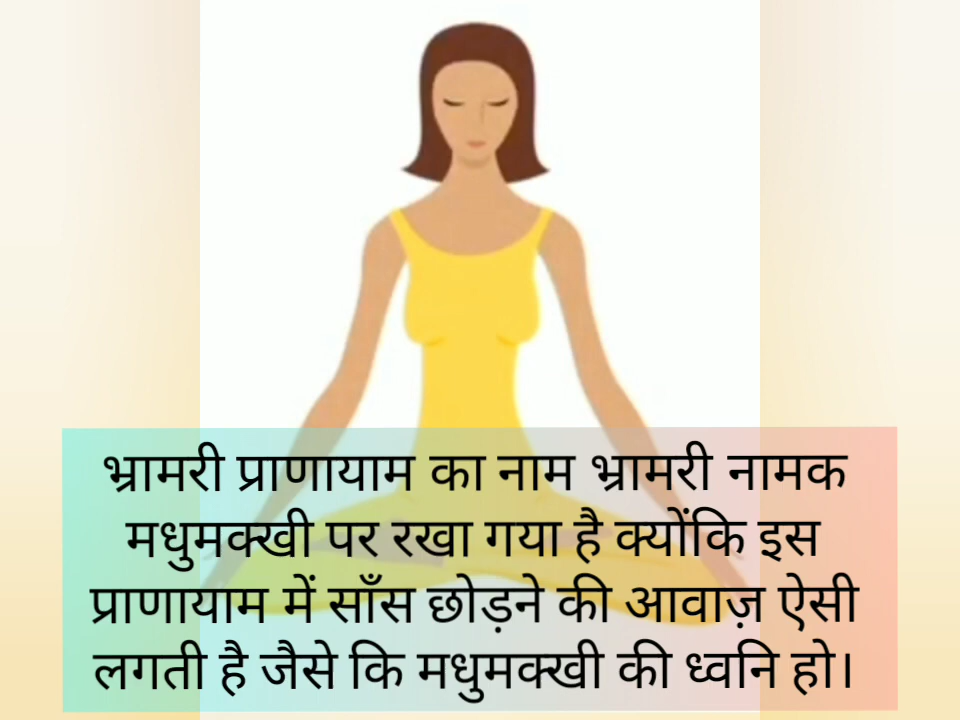 भ्रामरी प्राणायाम का नाम भ्रामरी नामक
मधुमक्खी पर रखा गया है क्योंकि इस
प्राणायाम में साँस छोड़ने की आवाज़ ऐसी
लगती है जैसे कि मधुमक्खी की ध्वनि हो।